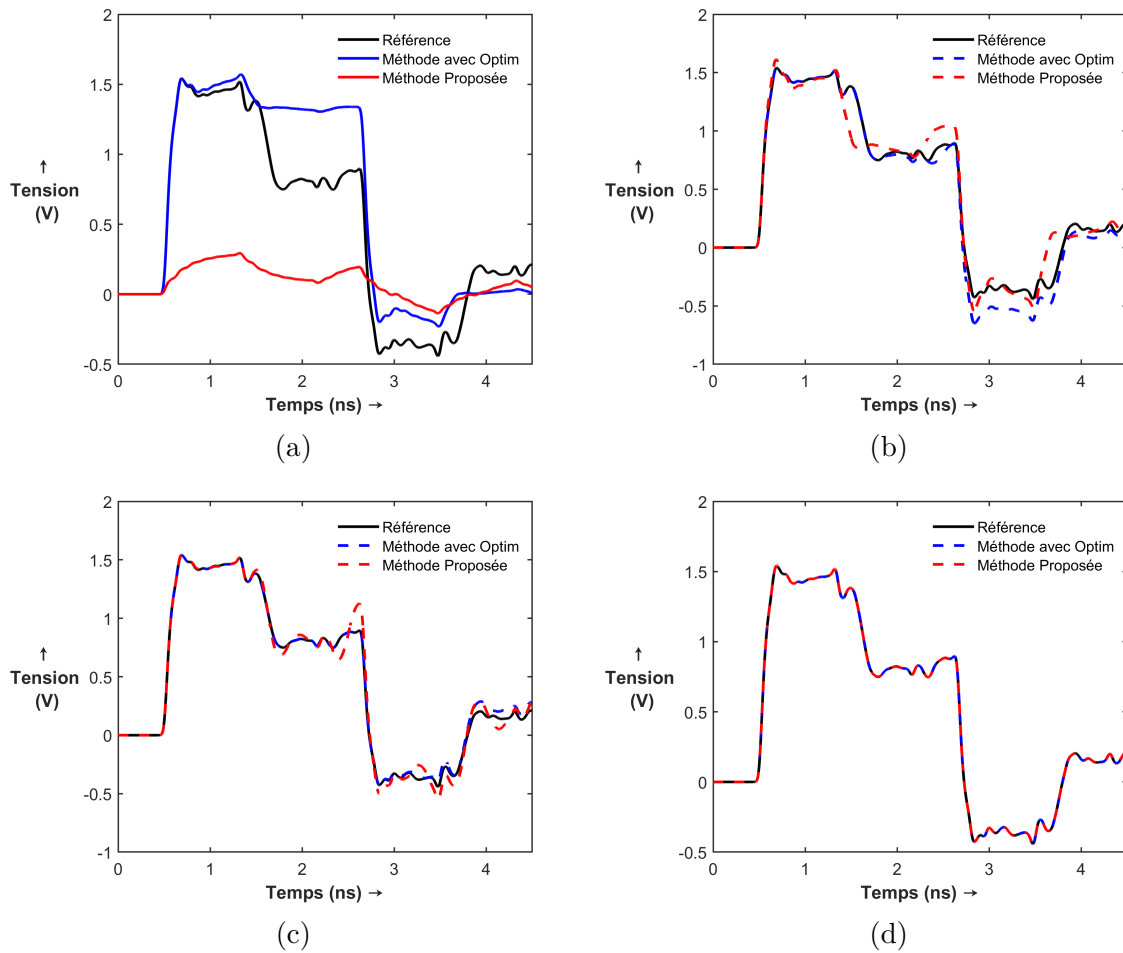 2
1.5
1
0.5
0
-0.5
↑
Tension
(V)
Référence
Méthode avec Optim
Méthode Proposée
0 1 2 3 4
Temps (ns) →
(a)
2
1.5
1
0.5
0
-0.5
-1
↑
Tension
(V)
Référence
Méthode avec Optim
Méthode Proposée
0 1 2 3 4
Temps (ns) →
(b)
2
1.5
1
0.5
0
-0.5
-1
↑
Tension
(V)
Référence
Méthode avec Optim
Méthode Proposée
0 1 2 3 4
Temps (ns) →
(c)
2
1.5
1
0.5
0
-0.5
↑
Tension
(V)
Référence
Méthode avec Optim
Méthode Proposée
0 1 2 3 4
Temps (ns) →
(d)